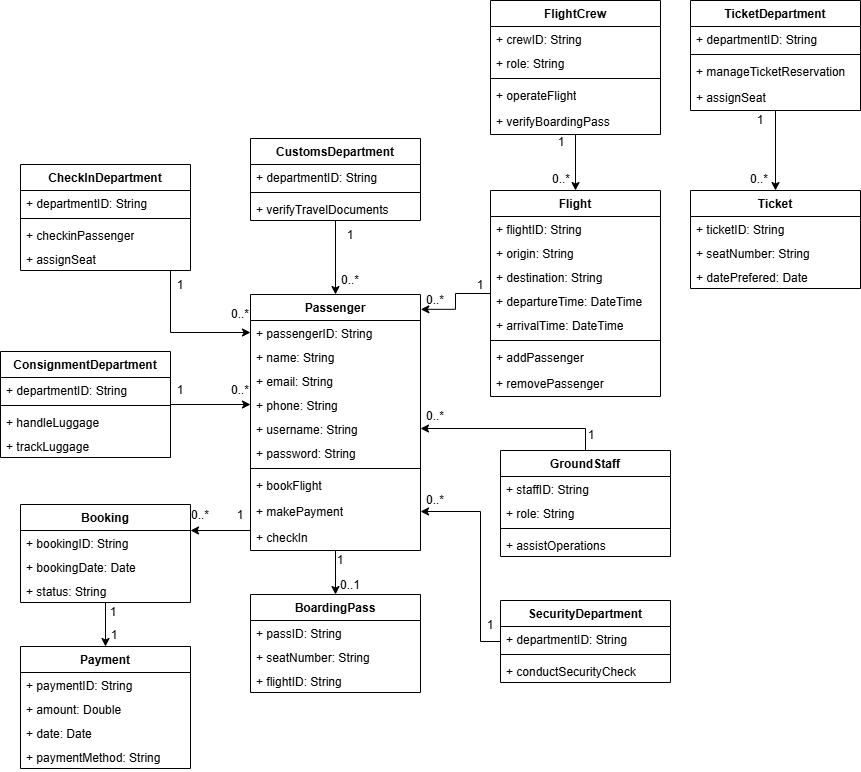 FlightCrew
+ crewID: String
+ role: String
+ operateFlight
+ verifyBoardingPass
1
0..*
TicketDepartment
+ departmentID: String
+ manageTicketReservation
+ assignSeat
1
0..*
CustomsDepartment
+ departmentID: String
+ verifyTravelDocuments
1
0..*
CheckInDepartment
+ departmentID: String
+ checkinPassenger
+ assignSeat
1
0..*
Flight
+ flightID: String
+ origin: String
+ destination: String
+ departureTime: DateTime
+ arrivalTime: DateTime
+ addPassenger
+ removePassenger
1
0..*
Ticket
+ ticketID: String
+ seatNumber: String
+ datePrefered: Date
Passenger
+ passengerID: String
+ name: String
+ email: String
+ phone: String
+ username: String
+ password: String
+ bookFlight
+ makePayment
+ checkIn
ConsignmentDepartment
+ departmentID: String
+ handleLuggage
+ trackLuggage
1
0..*
0..*
1
GroundStaff
+ staffID: String
+ role: String
+ assistOperations
0..*
1
Booking
+ bookingID: String
+ bookingDate: Date
+ status: String
0..*
1
1
0..1
BoardingPass
+ passID: String
+ seatNumber: String
+ flightID: String
SecurityDepartment
+ departmentID: String
+ conductSecurityCheck
1
1
Payment
+ paymentID: String
+ amount: Double
+ date: Date
+ paymentMethod: String